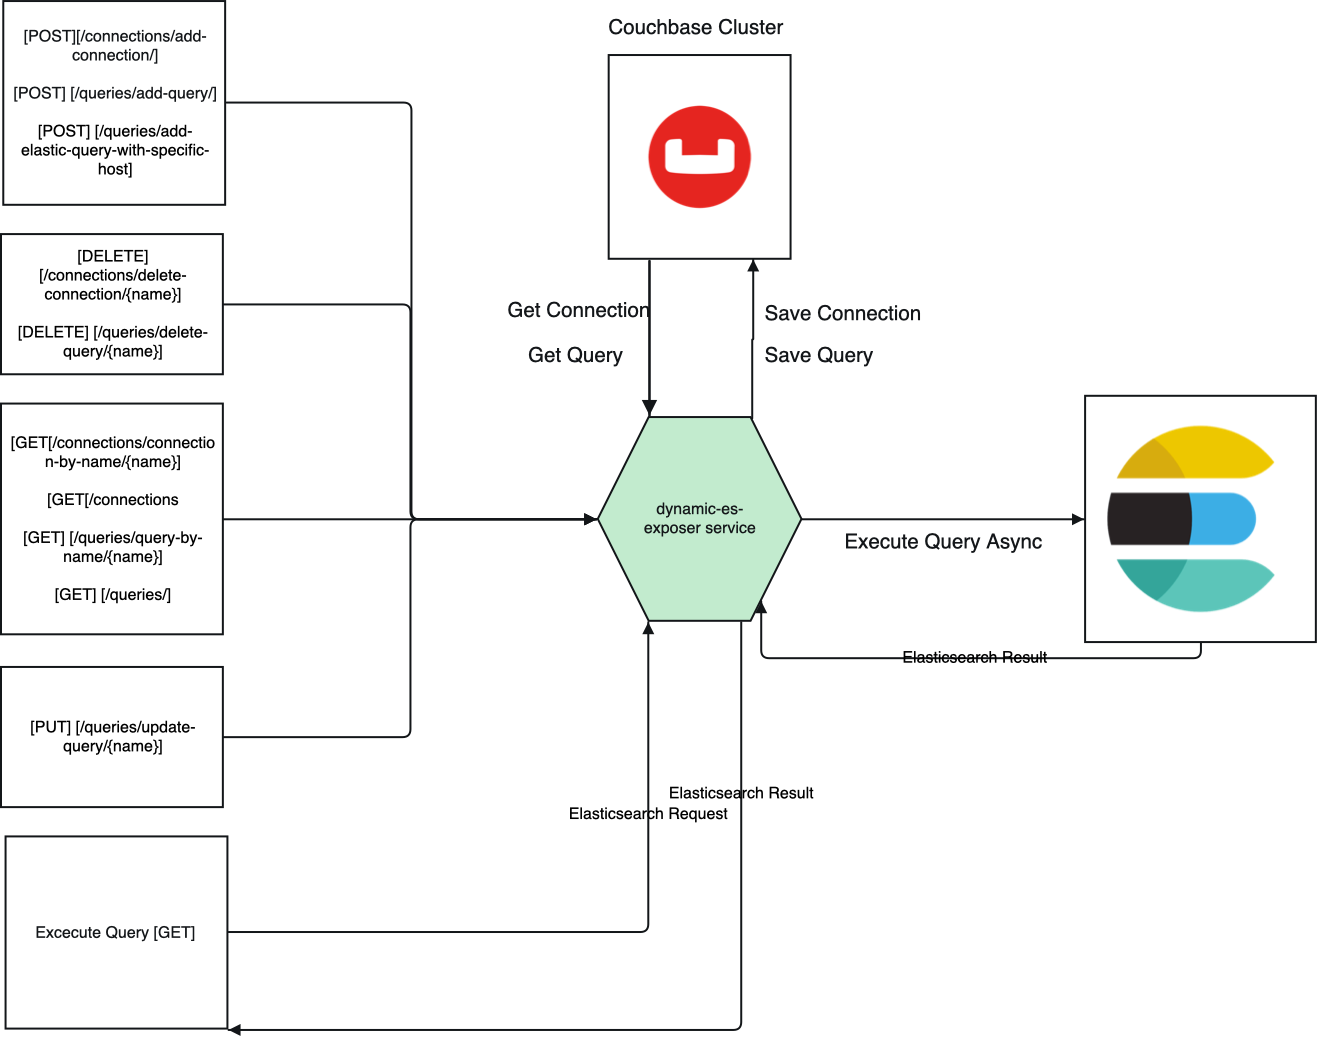 [POST][/connections/add-
connection/]
[POST] [/queries/add-query/]
[POST] [/queries/add-
elastic-query-with-specific-
host]
[DELETE]
[/connections/delete-
connection/{name}]
[DELETE] [/queries/delete-
query/{name}]
[GET[/connections/connectio
n-by-name/{name}]
[GET[/connections
[GET] [/queries/query-by-
name/{name}]
[GET] [/queries/]
[PUT] [/queries/update-
query/{name}]
Excecute Query [GET]
Couchbase Cluster
Get Connection
Get Query
Save Connection
Save Query
dynamic-es-
exposer service
Execute Query Async
Elasticsearch Result
Elasticsearch Result
Elasticsearch Request